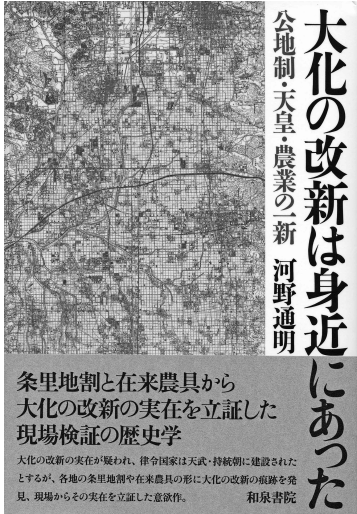 大化の改新は身近にあった
公地制・天皇・農業の一新
河野通明
条里地割と在来農具から
大化の改新の実在を立証した
現場検証の歴史学
大化の改新の実在が疑われ、律令国家は天武・持統朝に建設された
とするが、各地の条里地割や在来農具の形に大化の改新の痕跡を発
見、現場からその実在を立証した意欲作。
和泉書院